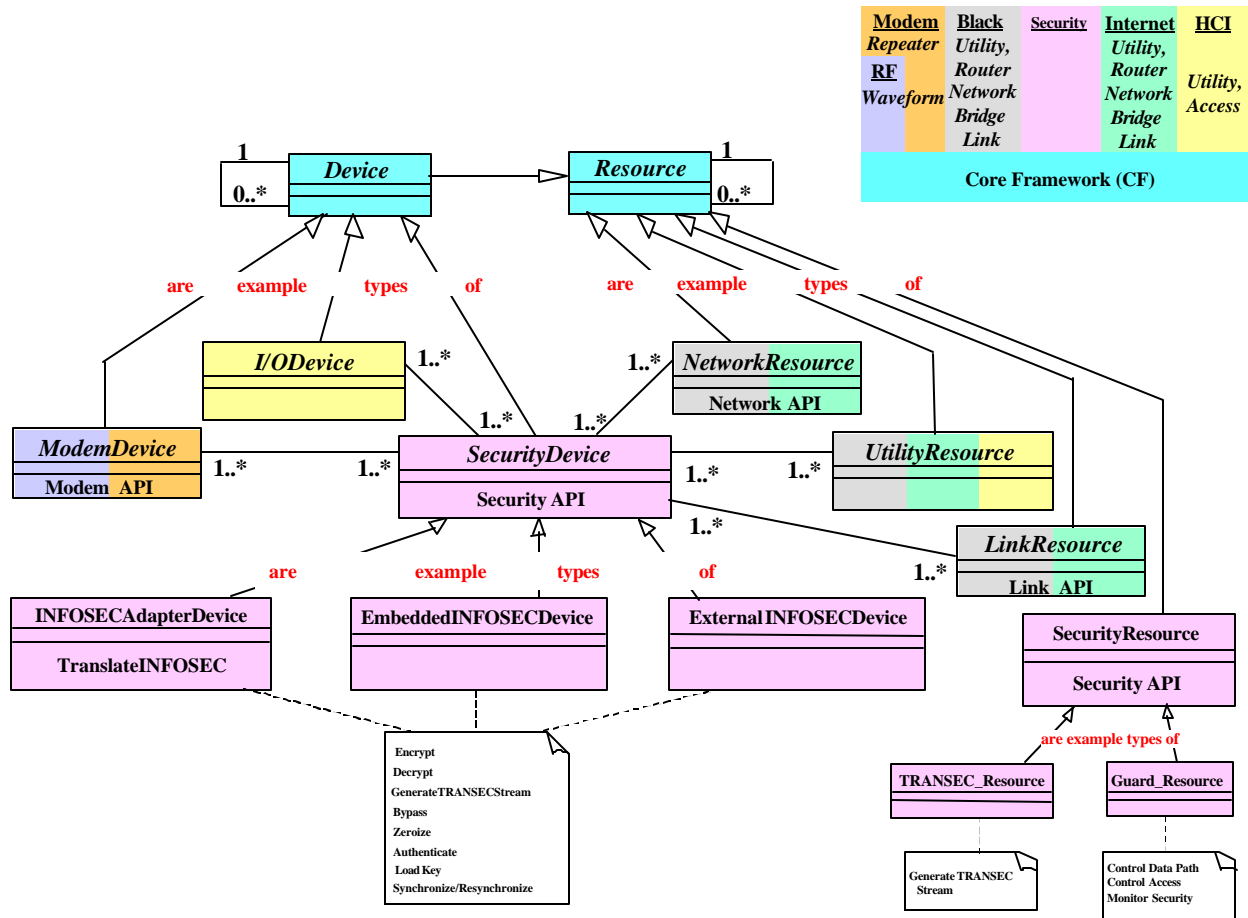 Modem
Repeater
RF
Waveform
Black
Utility,
Router
Network
Bridge
Link
Security
Internet
Utility,
Router
Network
Bridge
Link
HCI
Utility,
Access
Core Framework (CF)
1
0..*
Device
Resource
1
0..*
are example types of
are example types of
I/ODevice
1..*
1..*
NetworkResource
Network API
1..*
1..*
ModemDevice
Modem API
1..*
1..*
SecurityDevice
Security API
1..*
1..*
UtilityResource
1..*
1..*
LinkResource
Link API
are example types of
INFOSECAdapterDevice
TranslateINFOSEC
EmbeddedINFOSECDevice
External INFOSECDevice
SecurityResource
Security API
are example types of
TRANSEC_Resource
Guard_Resource
Encrypt
Decrypt
GenerateTRANSECStream
Bypass
Zeroize
Authenticate
Load Key
Synchronize/Resynchronize
Generate TRANSEC
Stream
Control Data Path
Control Access
Monitor Security